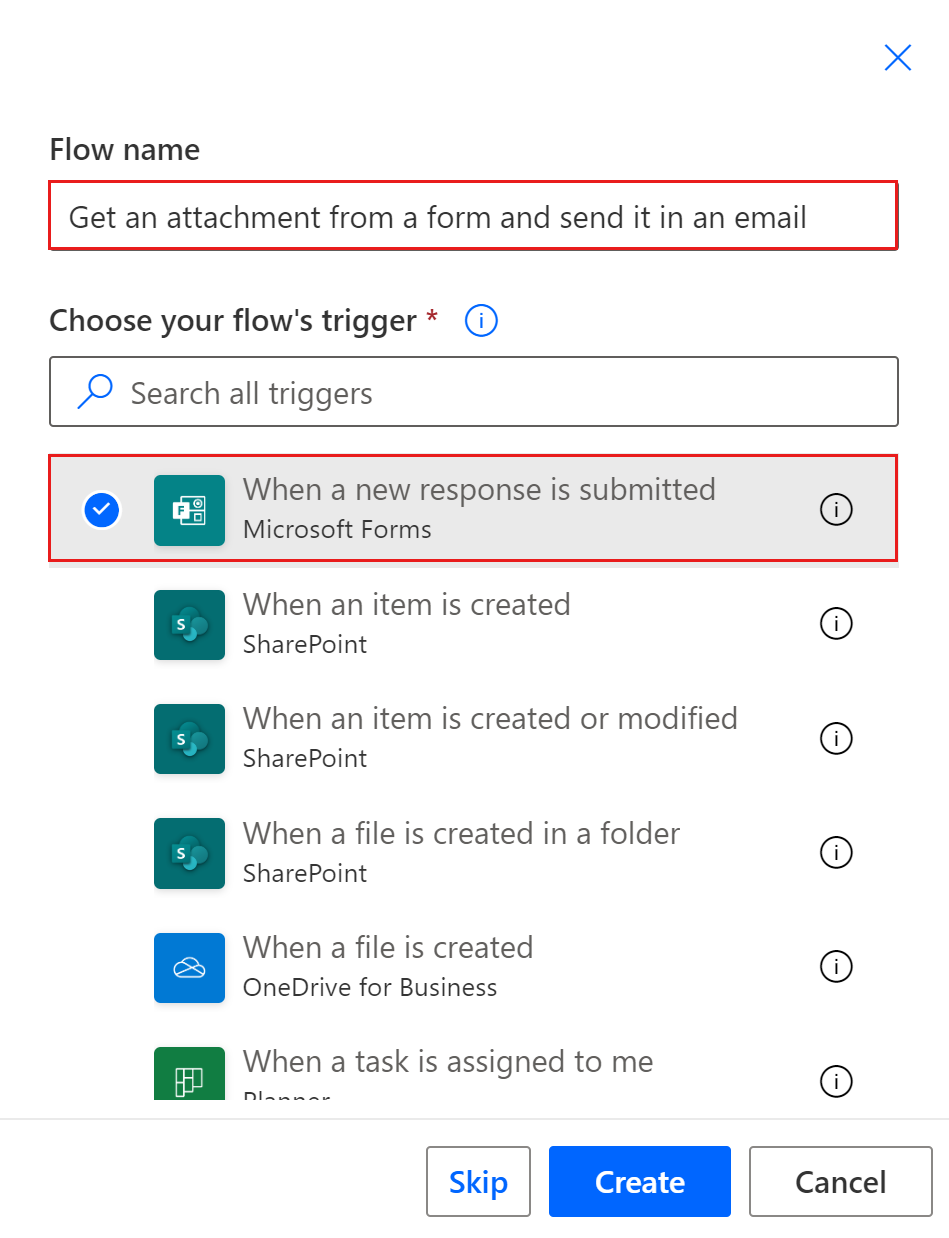 Flow name
Get an attachment from a form and send it in an email
Choose your flow's trigger *
Search all triggers
When a new response is submitted
Microsoft Forms
When an item is created
SharePoint
When an item is created or modified
SharePoint
When a file is created in a folder
SharePoint
When a file is created
OneDrive for Business
When a task is assigned to me
Planner
Skip
Create
Cancel